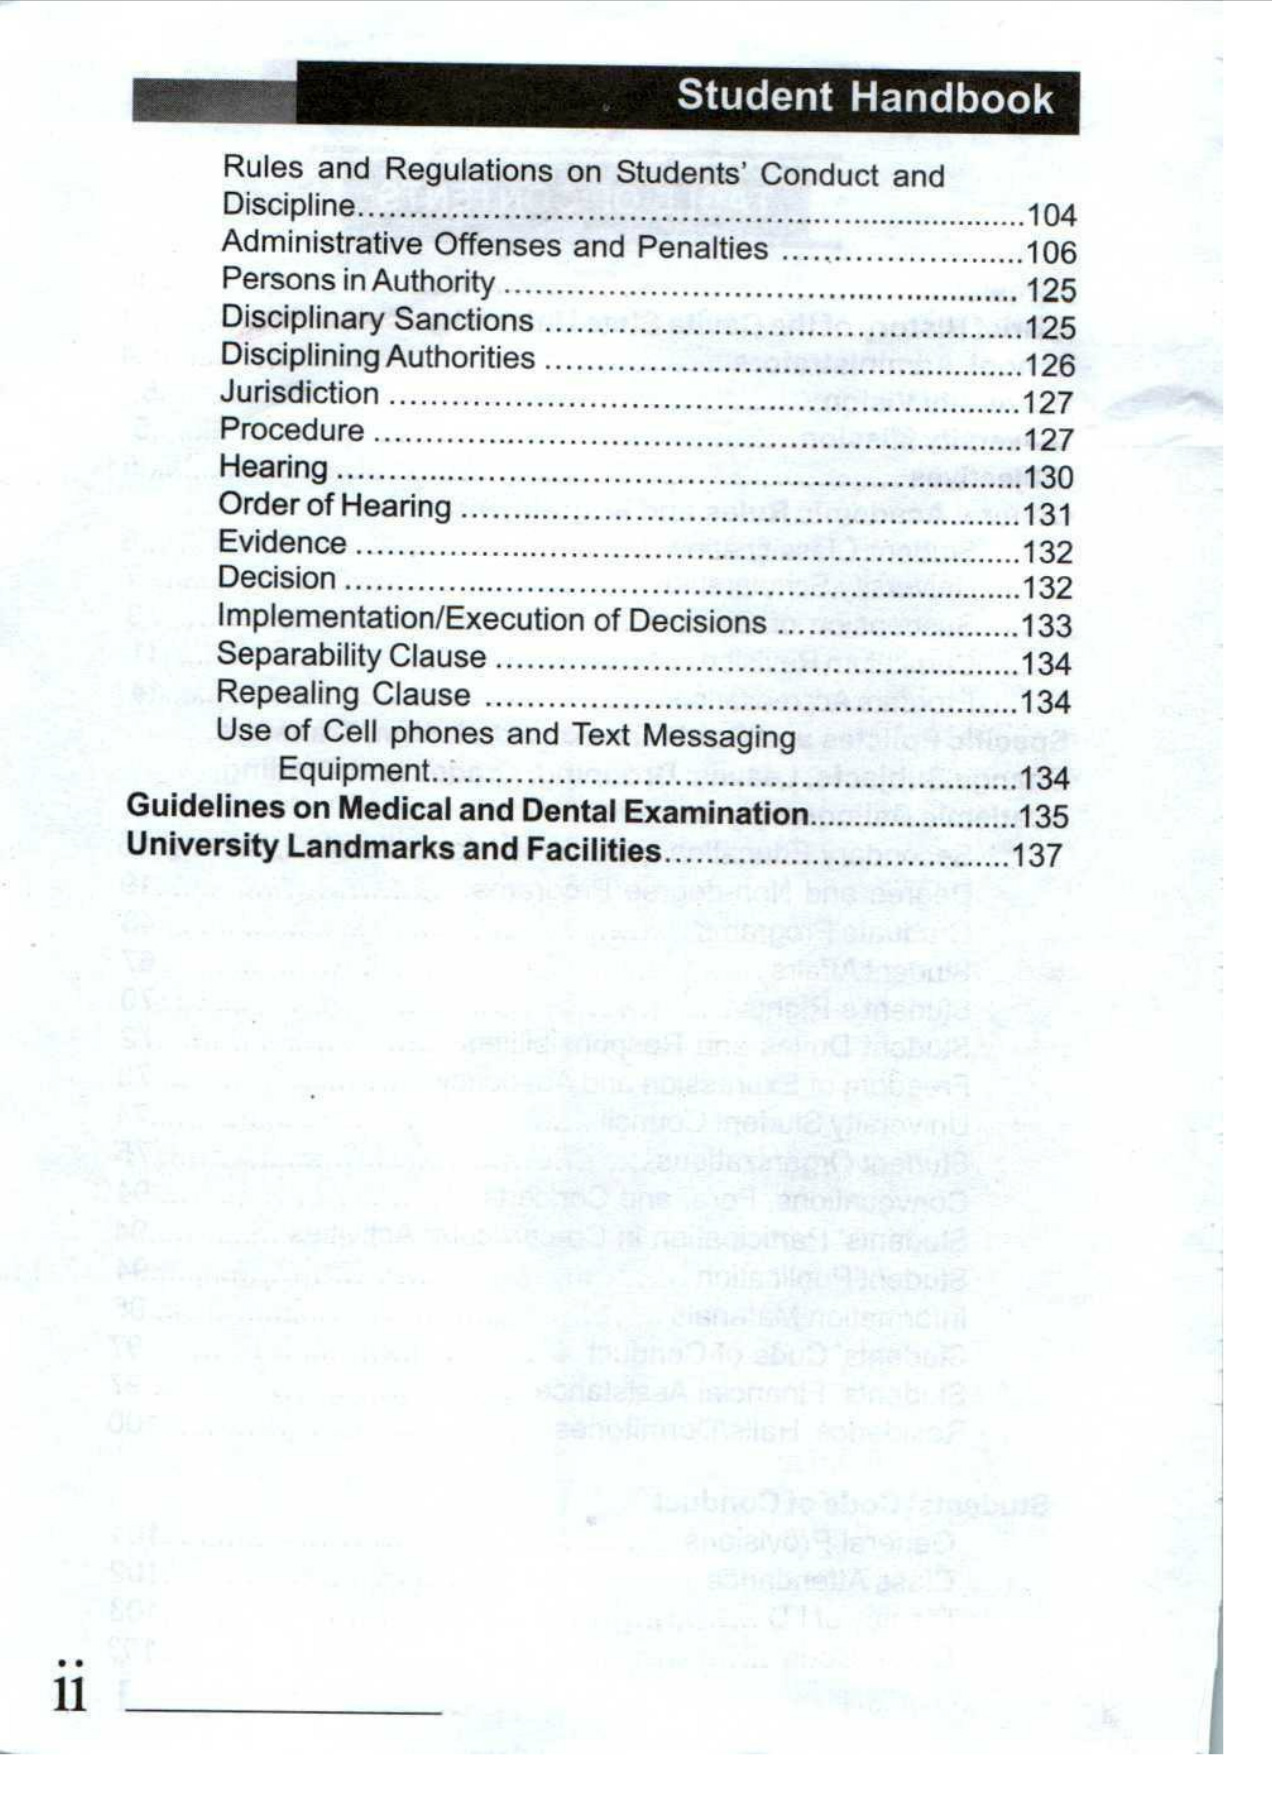 Student Handbook
Rules and Regulations on Students' Conduct and
Discipline................................................................104
Administrative Offenses and Penalties ........................106
Persons in Authority ................................................. 125
Disciplinary Sanctions ..............................................125
Disciplining Authorities ..............................................126
Jurisdiction .............................................................127
Procedure ...............................................................127
Hearing...................................................................130
Order of Hearing ......................................................131
Evidence ................................................................132
Decision .................................................................132
Implementation/Execution of Decisions .......................133
Separability Clause ..................................................134
Repealing Clause ...................................................134
Use of Cell phones and Text Messaging
Equipment.........................................................134
Guidelines on Medical and Dental Examination....................135
University Landmarks and Facilities.................................137
ii